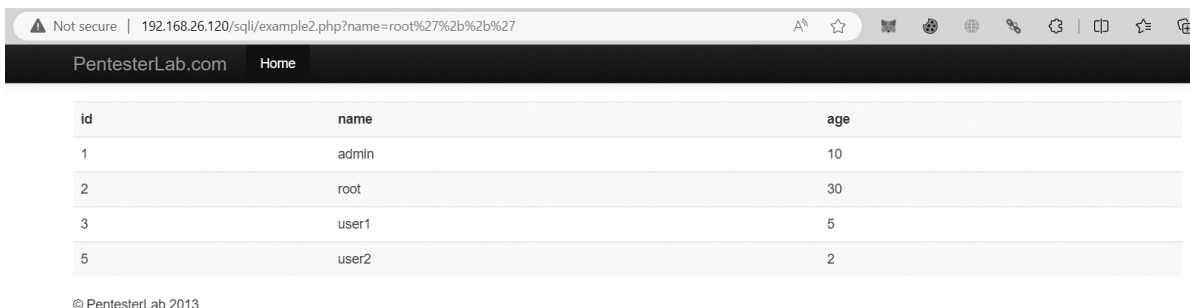 Not secure | 192.168.26.120/sqli/example2.php?name=root%27%2b%2b%27
PentesterLab.com Home
id name age
1 admin 10
2 root 30
3 user1 5
5 user2 2
© PentesterLab 2013